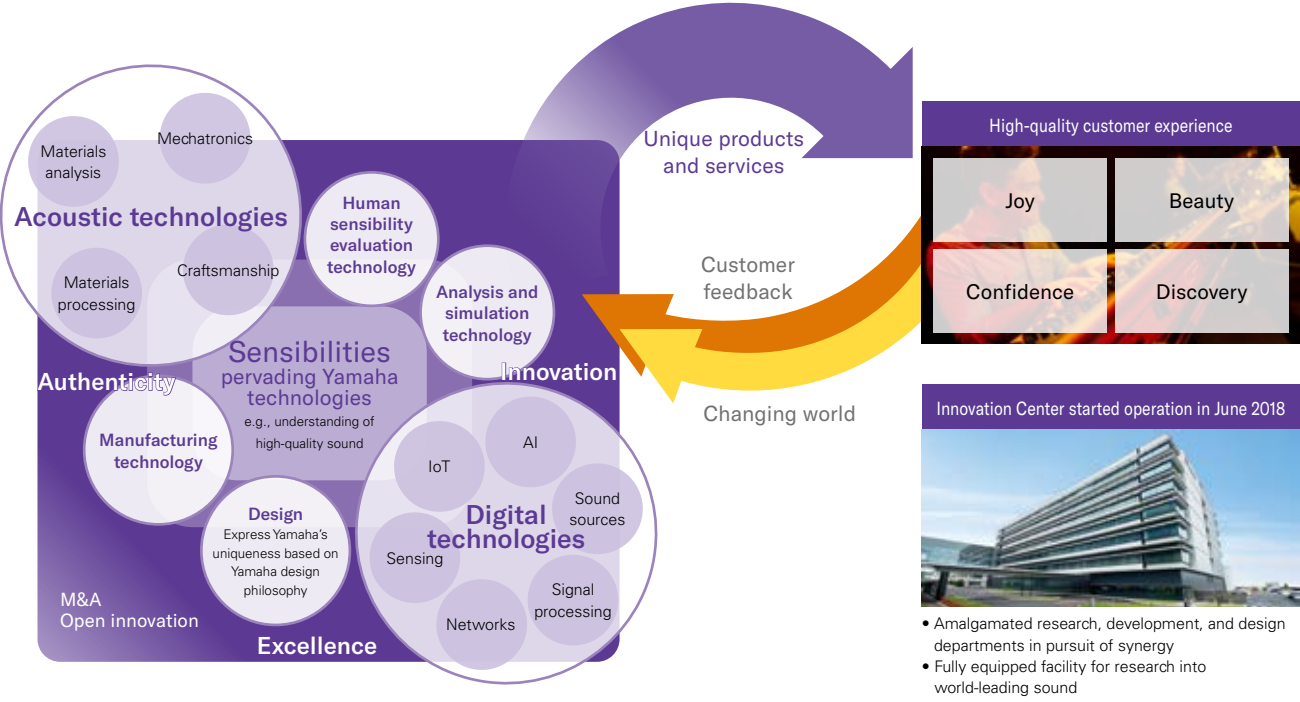 Materials
analysis
Mechatronics
Acoustic technologies
Materials
processing
Craftsmanship
Human
sensibility
evaluation
technology
Analysis and
simulation
technology
Authenticity
Innovation
Sensibilities
pervading Yamaha
technologies
e.g., understanding of
high-quality sound
Manufacturing
technology
Design
Express Yamaha's
uniqueness based on
Yamaha design
philosophy
IoT
AI
Sound
sources
Digital
technologies
Sensing
Signal
processing
Networks
M&A
Open innovation
Excellence
Unique products
and services
Customer
feedback
Changing world
High-quality customer experience
Joy
Beauty
Confidence
Discovery
Innovation Center started operation in June 2018
• Amalgamated research, development, and design
departments in pursuit of synergy
• Fully equipped facility for research into
world-leading sound